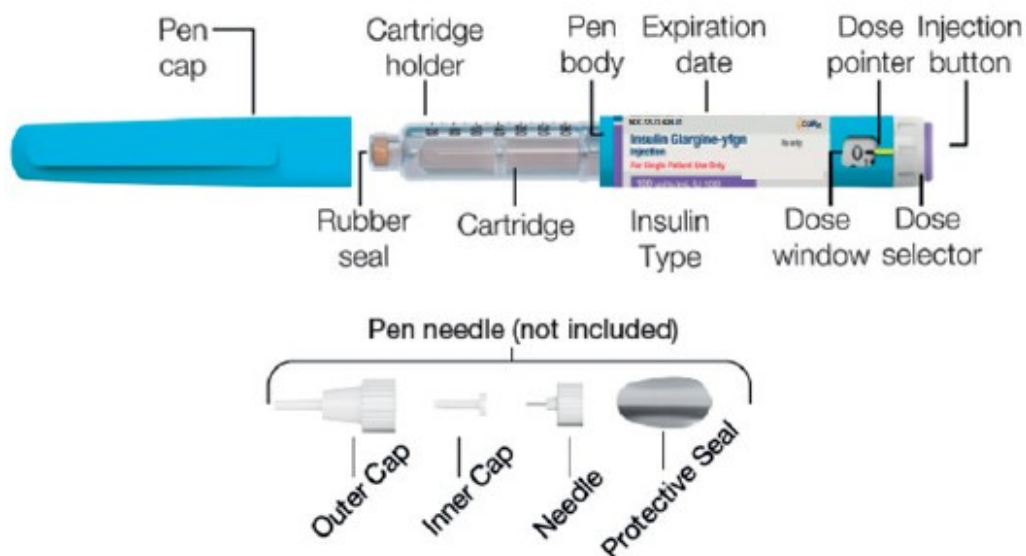 Pen
cap
Cartridge
holder
Pen
body
Expiration
date
Dose
pointer
Injection
button
Insulin Glargine-yfgn
Injection
Rx only
For Single Patient Use Only
0
Rubber
seal
Cartridge
Insulin
Type
Dose
window
Dose
selector
Pen needle (not included)
Outer Cap
Inner Cap
Needle
Protective Seal